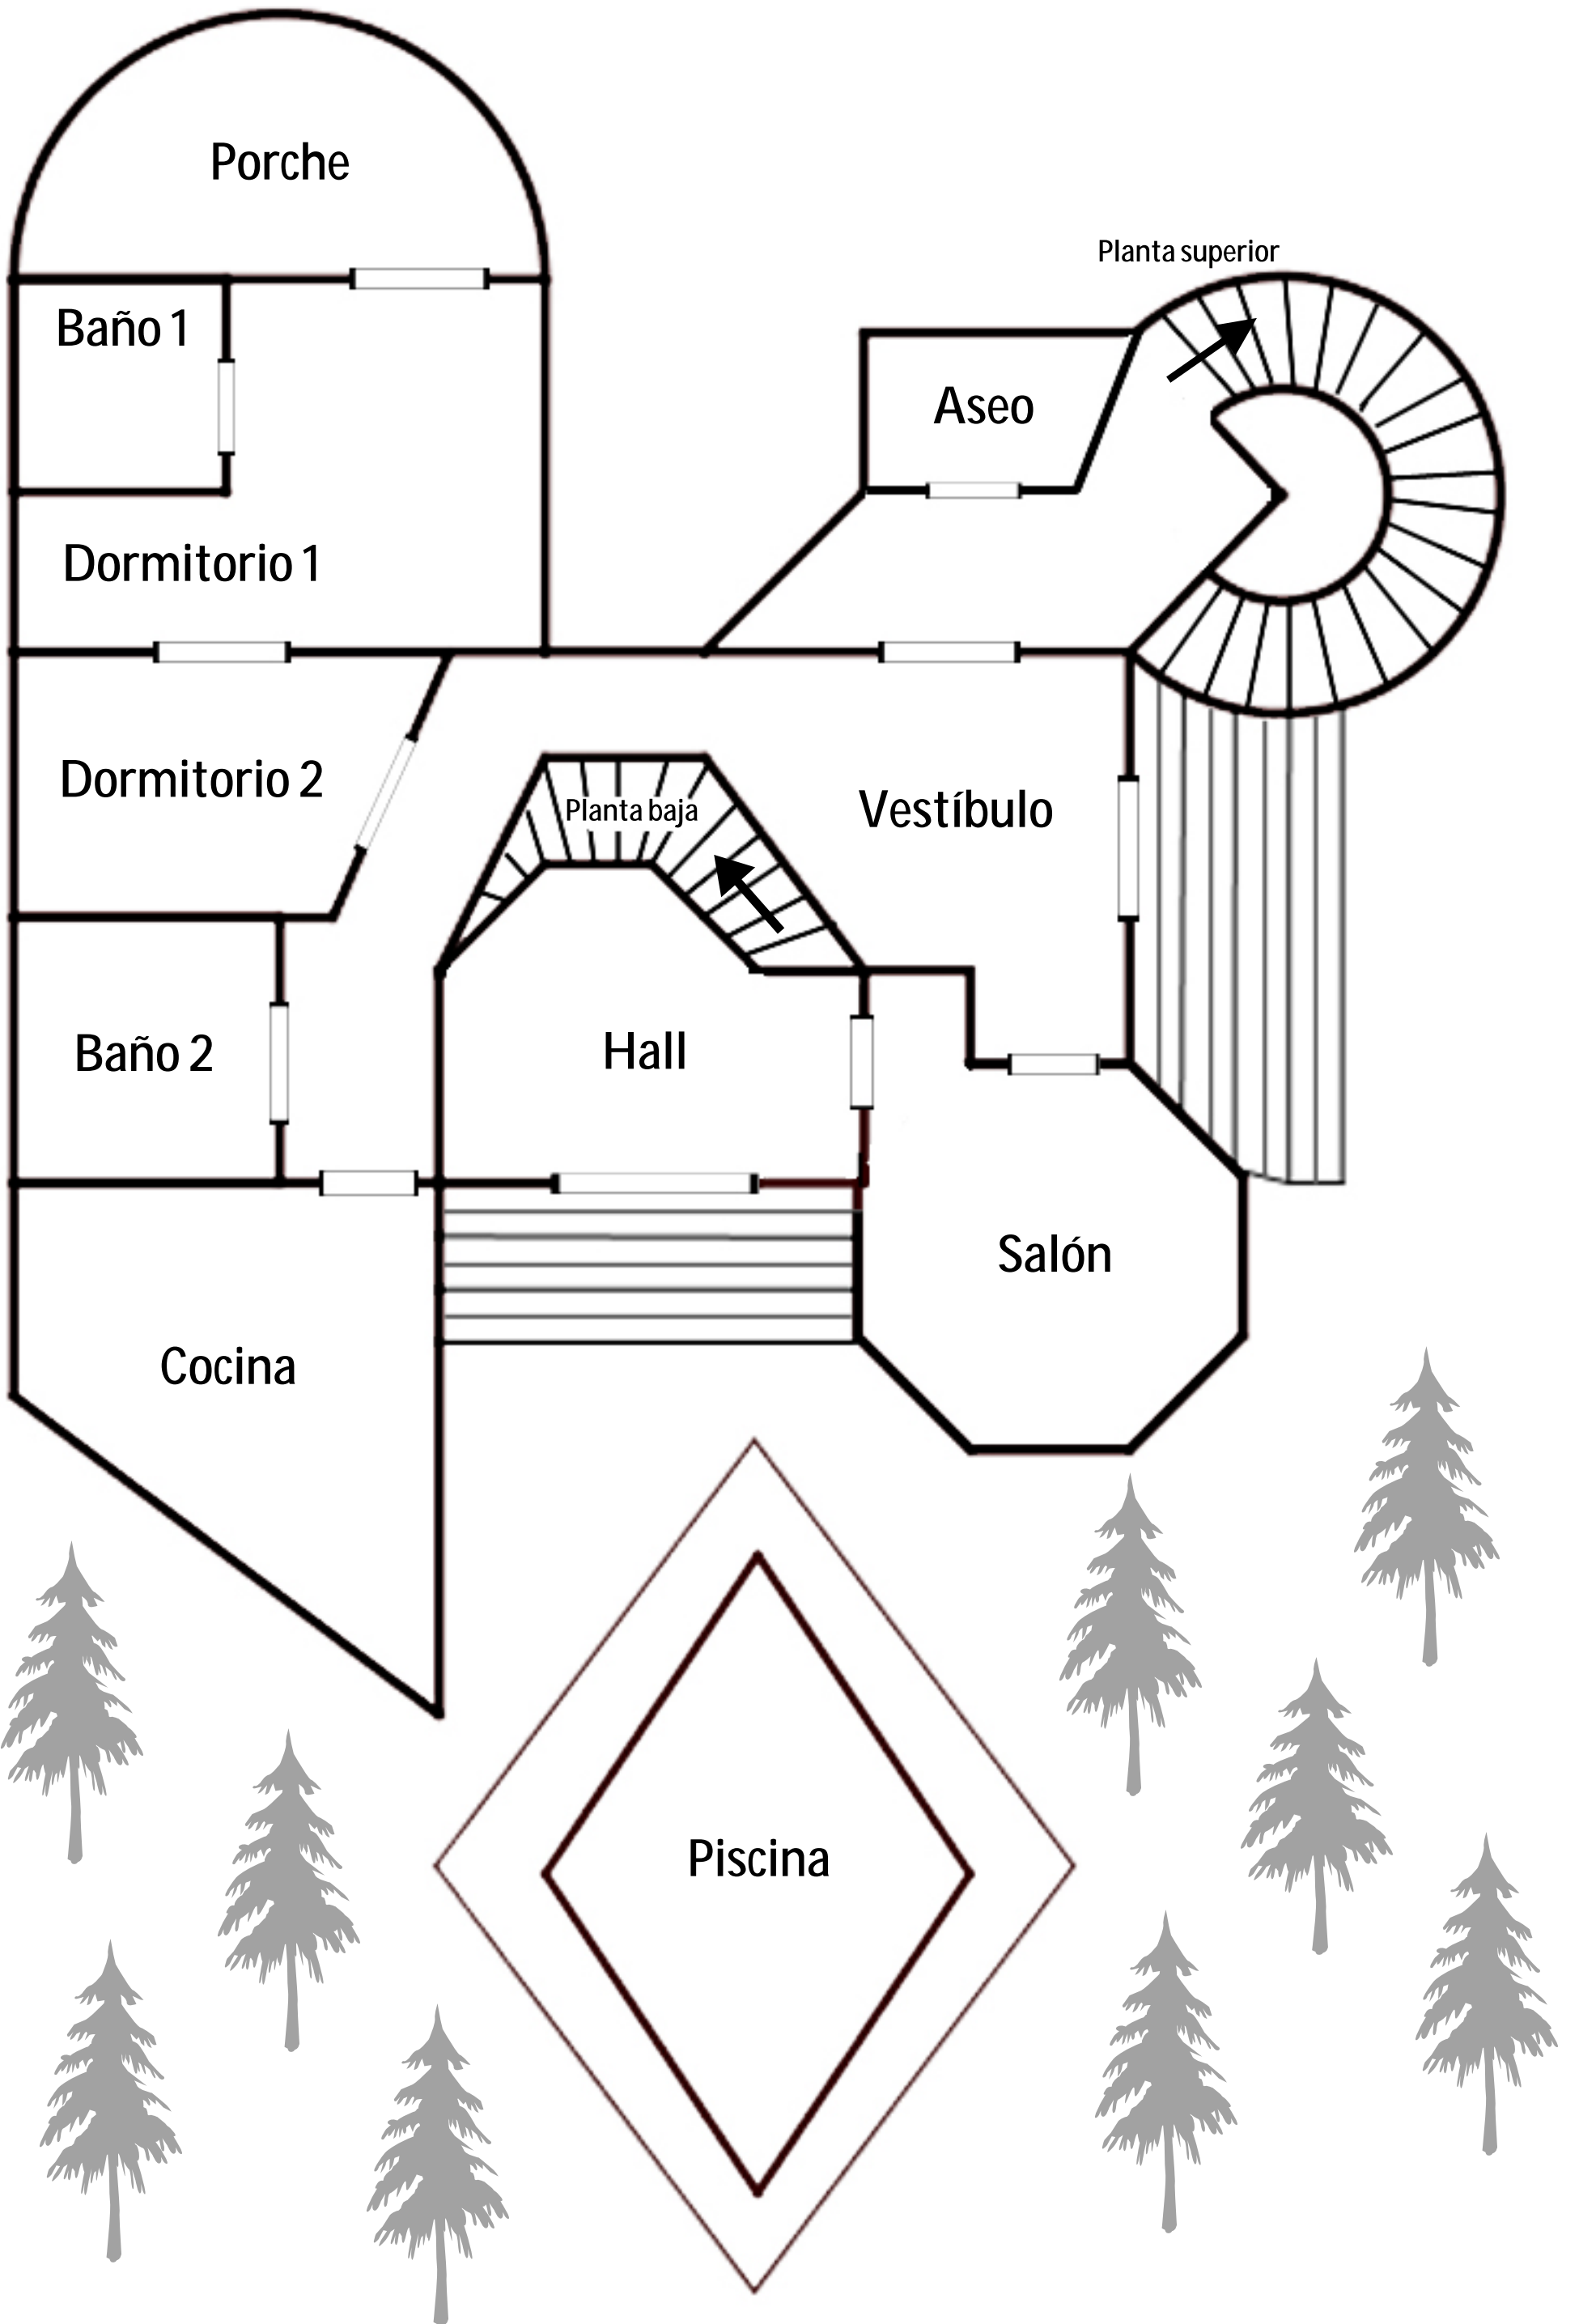 Porche
Planta superior
Baño 1
Aseo
Dormitorio 1
Dormitorio 2
Planta baja
Vestíbulo
Baño 2
Hall
Salón
Cocina
Piscina